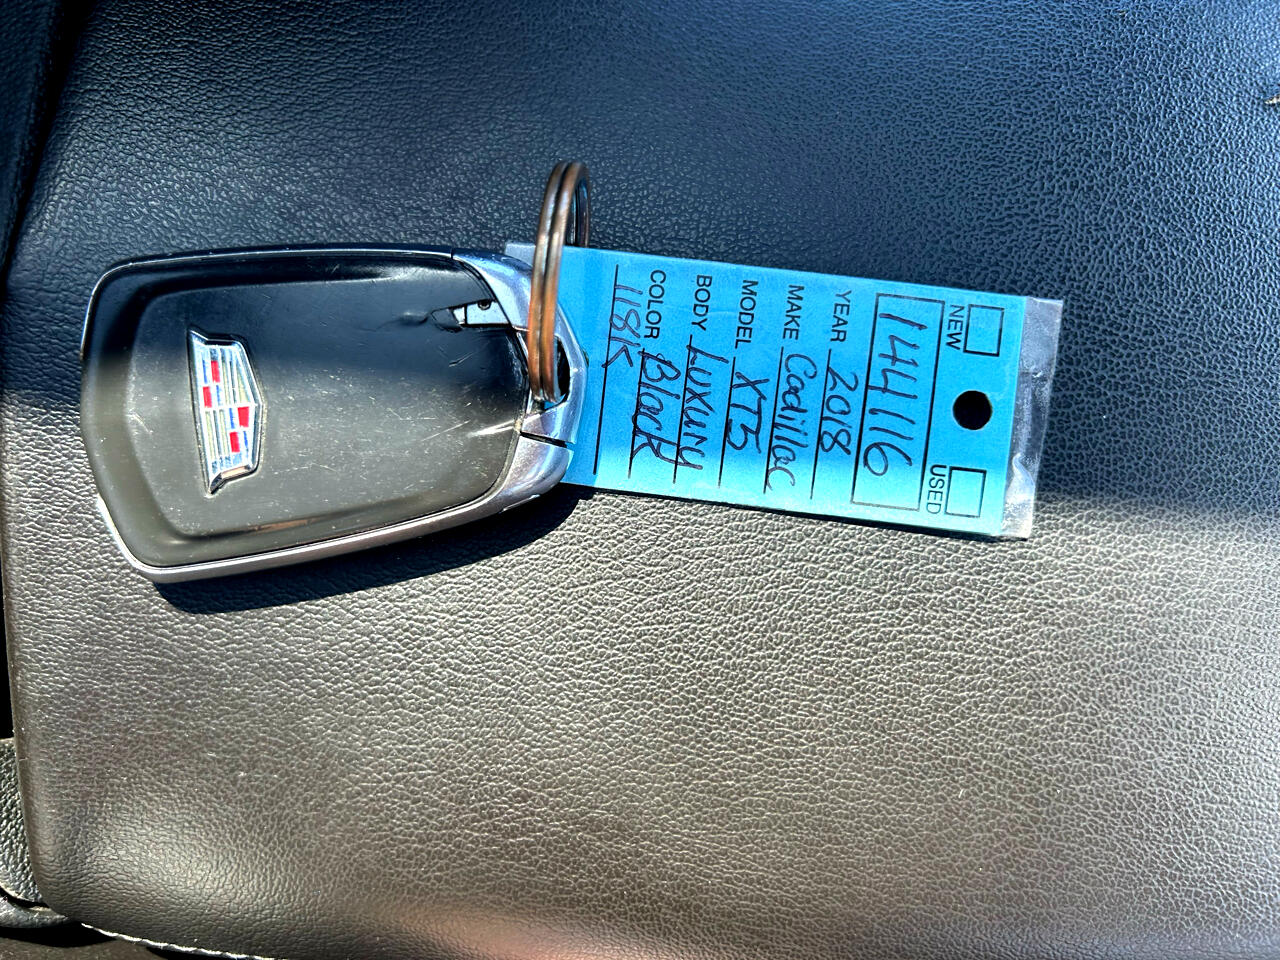 NEW USED
144116
YEAR 2018
MAKE Cadillac
MODEL XT5
BODY Luxury
COLOR Black
118K